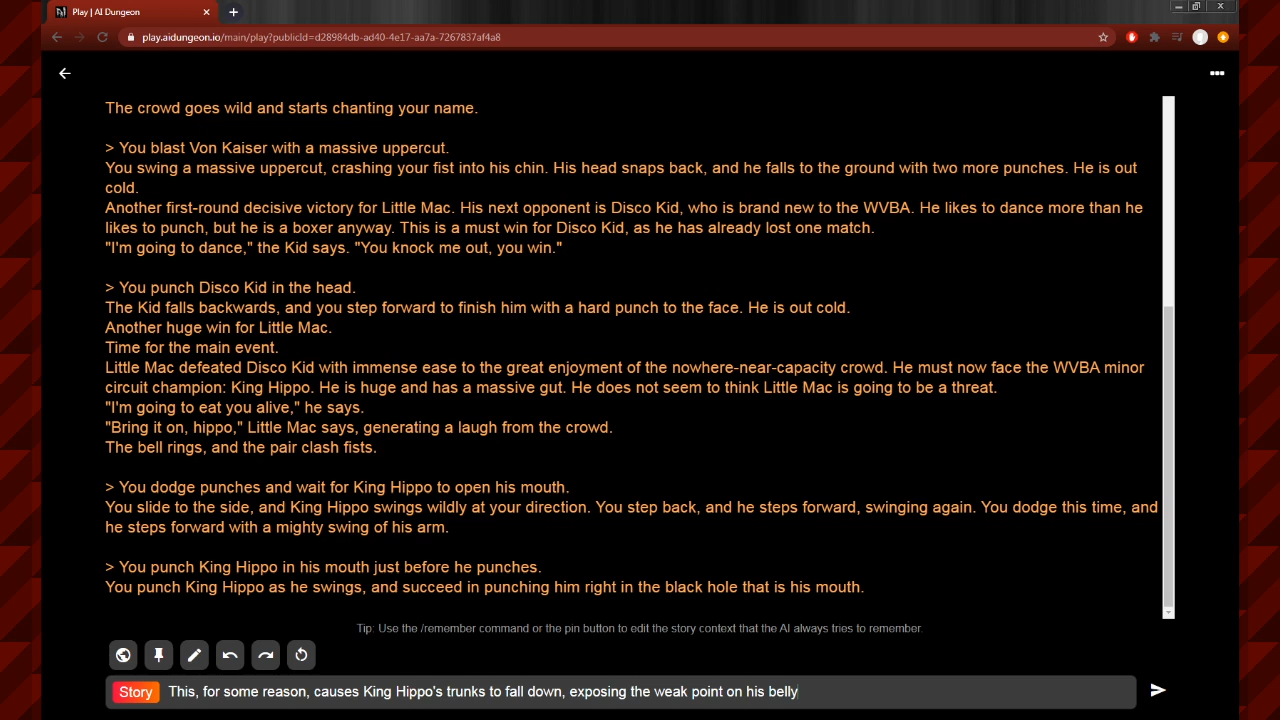 Play | AI Dungeon
play.aidungeon.io/main/play?publicId=d28984db-ad40-4e17-aa7a-7267837af4a8
The crowd goes wild and starts chanting your name.
> You blast Von Kaiser with a massive uppercut.
You swing a massive uppercut, crashing your fist into his chin. His head snaps back, and he falls to the ground with two more punches. He is out
cold.
Another first-round decisive victory for Little Mac. His next opponent is Disco Kid, who is brand new to the WVBA. He likes to dance more than he
likes to punch, but he is a boxer anyway. This is a must win for Disco Kid, as he has already lost one match.
"I'm going to dance," the Kid says. "You knock me out, you win."
> You punch Disco Kid in the head.
The Kid falls backwards, and you step forward to finish him with a hard punch to the face. He is out cold.
Another huge win for Little Mac.
Time for the main event.
Little Mac defeated Disco Kid with immense ease to the great enjoyment of the nowhere-near-capacity crowd. He must now face the WVBA minor
circuit champion: King Hippo. He is huge and has a massive gut. He does not seem to think Little Mac is going to be a threat.
"I'm going to eat you alive," he says.
"Bring it on, hippo," Little Mac says, generating a laugh from the crowd.
The bell rings, and the pair clash fists.
> You dodge punches and wait for King Hippo to open his mouth.
You slide to the side, and King Hippo swings wildly at your direction. You step back, and he steps forward, swinging again. You dodge this time, and
he steps forward with a mighty swing of his arm.
> You punch King Hippo in his mouth just before he punches.
You punch King Hippo as he swings, and succeed in punching him right in the black hole that is his mouth.
Tip: Use the /remember command or the pin button to edit the story context that the AI always tries to remember.
Story This, for some reason, causes King Hippo's trunks to fall down, exposing the weak point on his belly